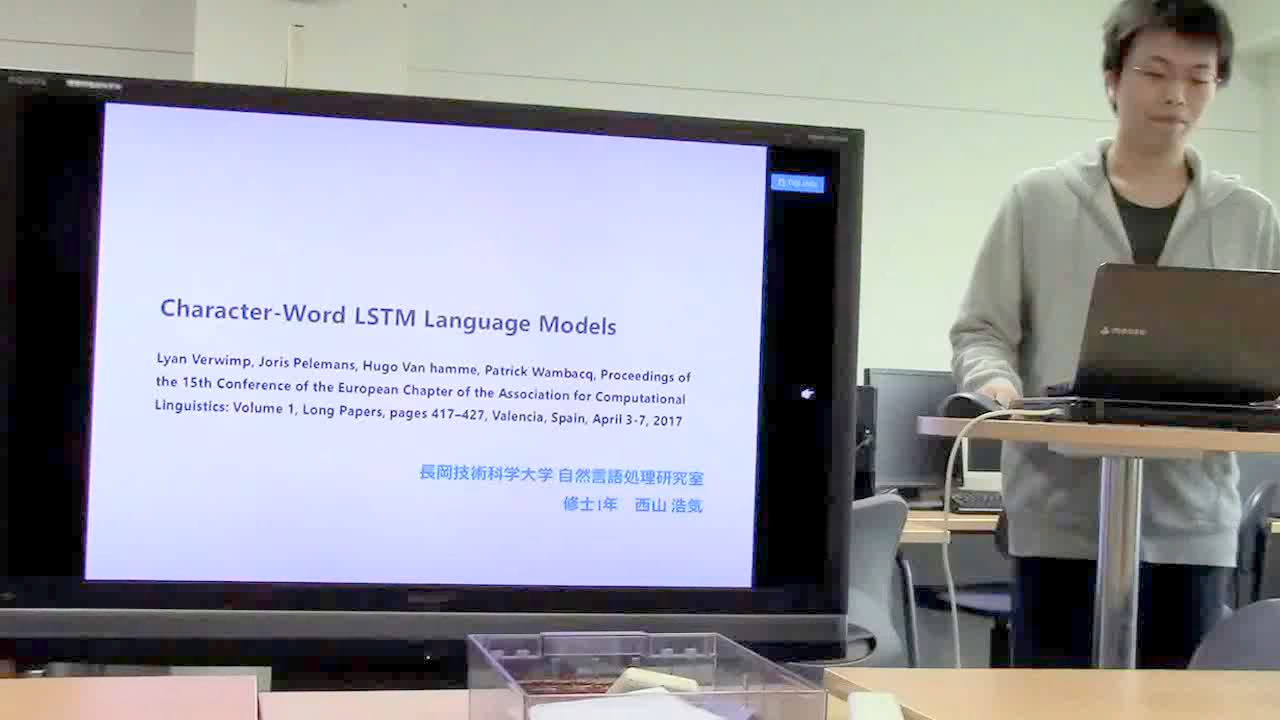 Character-Word LSTM Language Models
Lyan Verwimp, Joris Pelemans, Hugo Van hamme, Patrick Wambacq, Proceedings of
the 15th Conference of the European Chapter of the Association for Computational
Linguistics: Volume 1, Long Papers, pages 417–427, Valencia, Spain, April 3-7, 2017
長岡技術科学大学 自然言語処理研究室
修士1年 西山 浩気
mouse